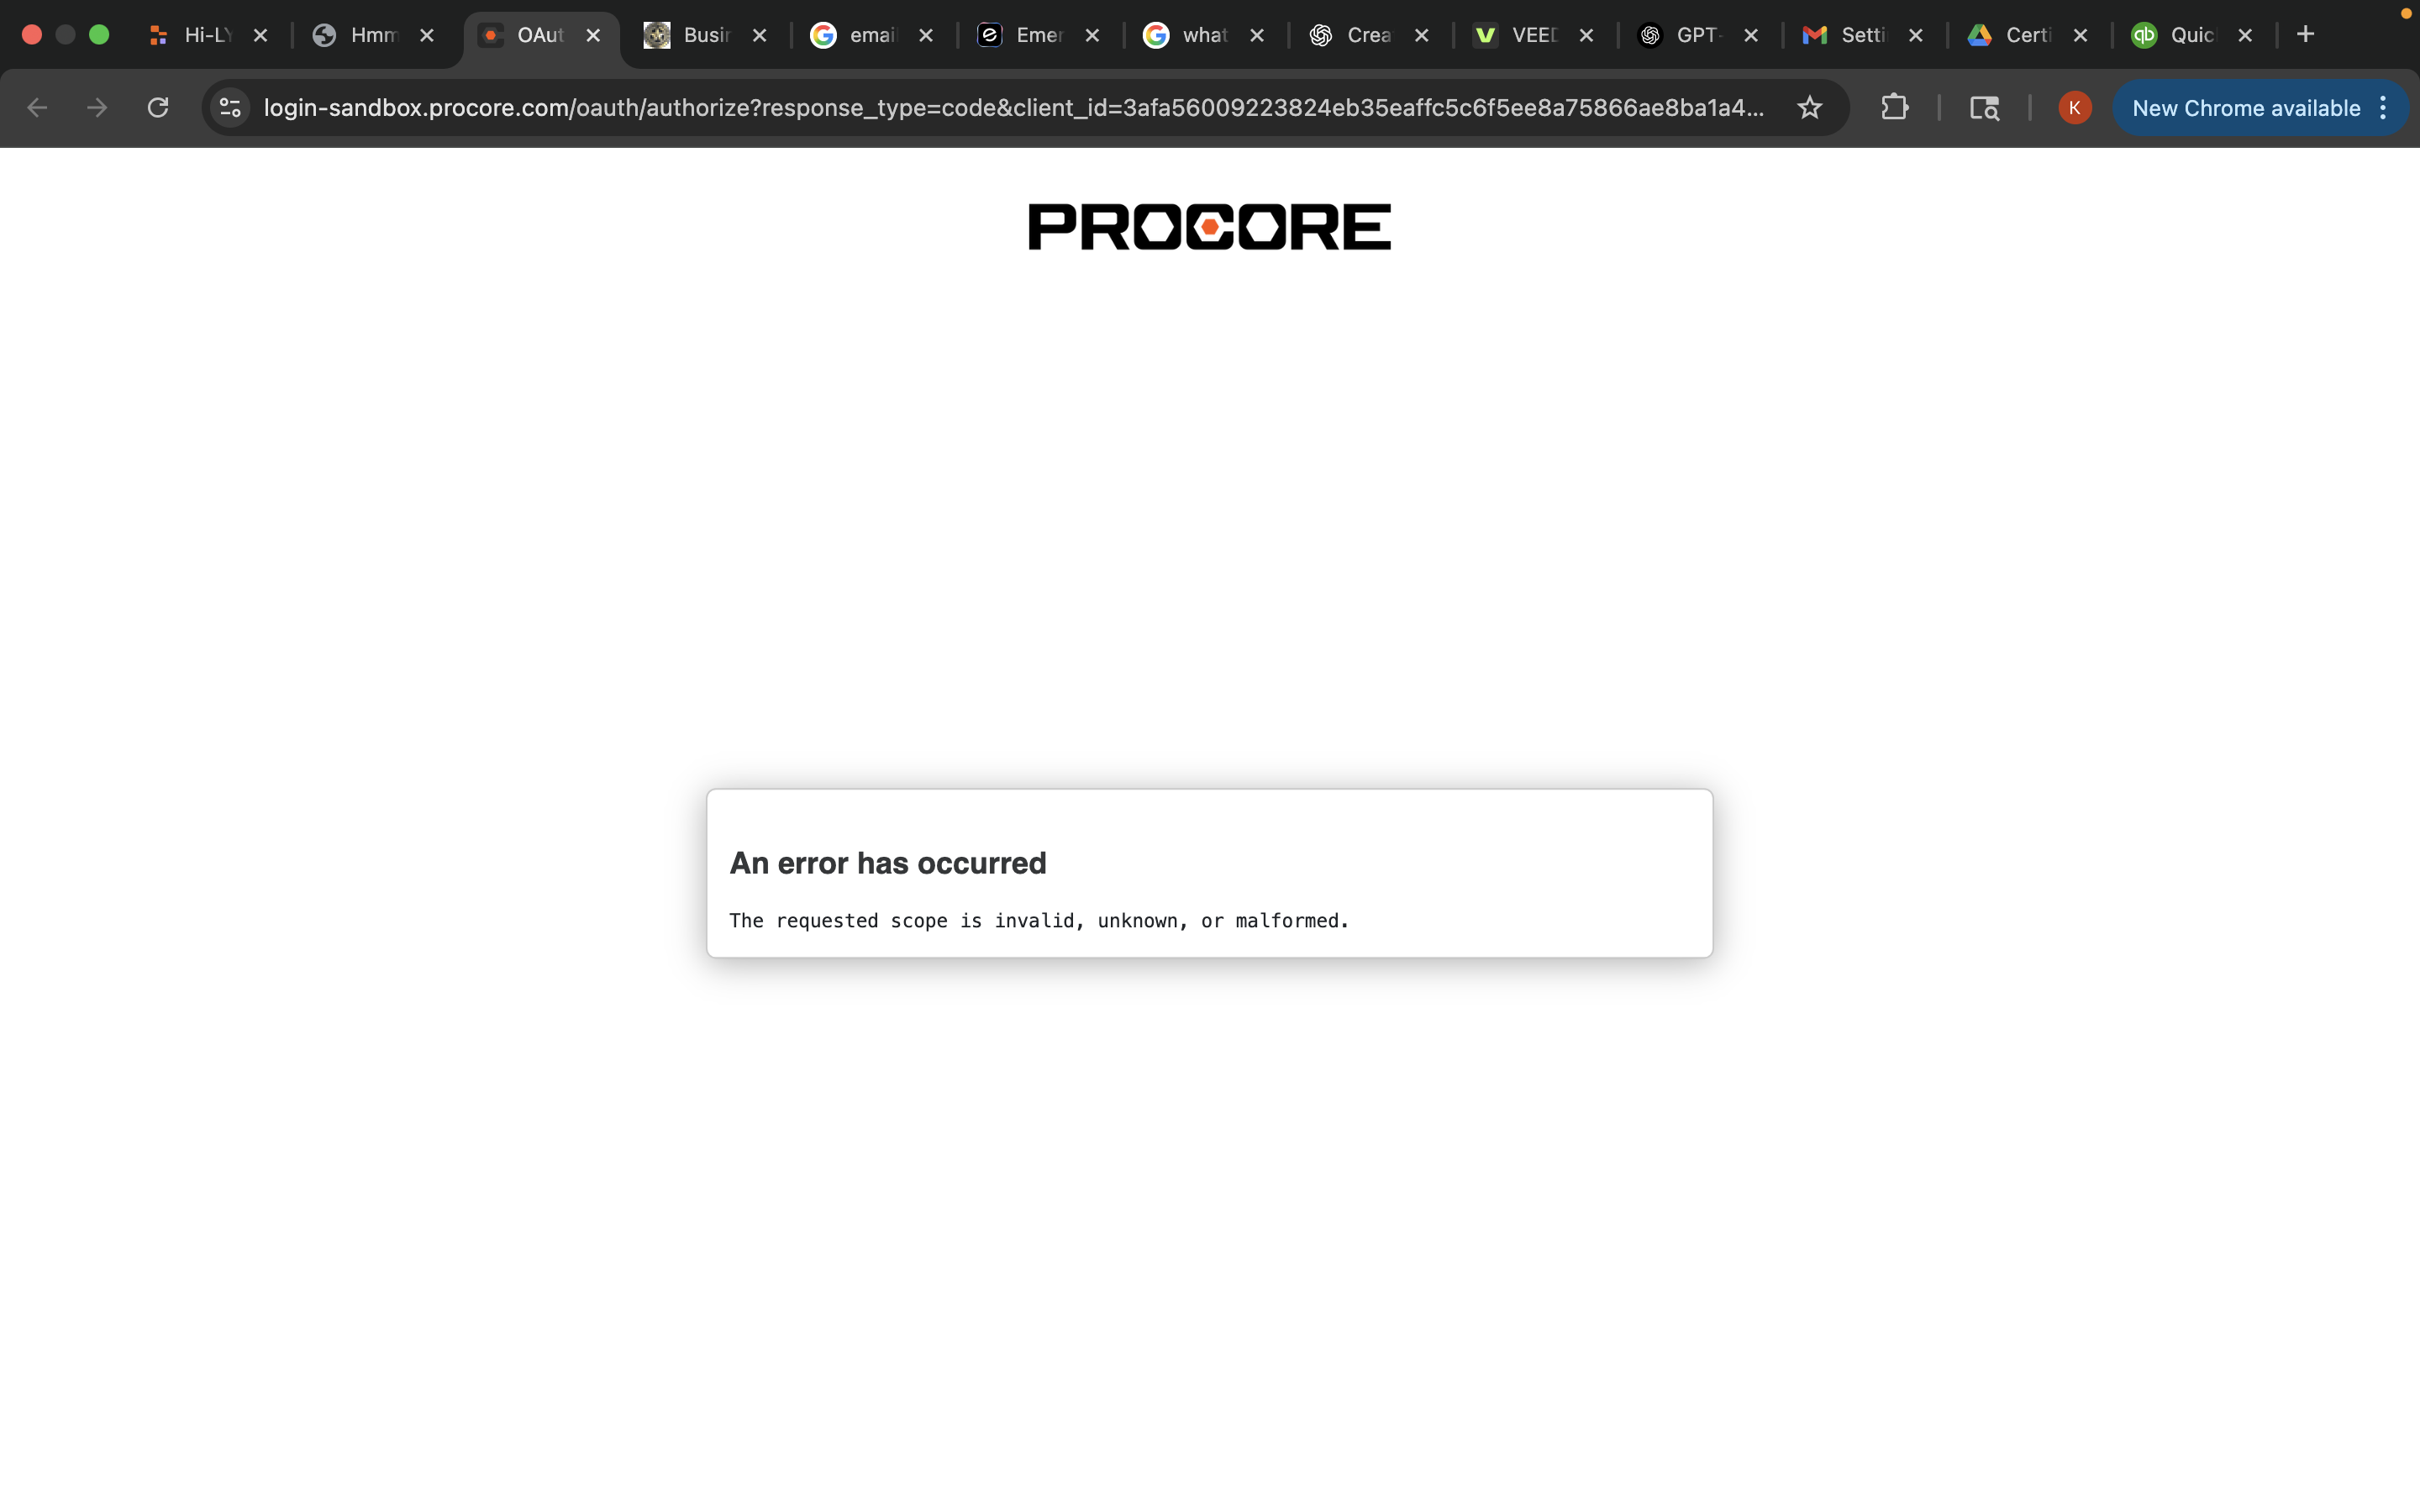 Hi-LY
Hmm
OAut
Busir
email
Emer
what
Crea
VEED
GPT-
Setti
Certi
Quic
login-sandbox.procore.com/oauth/authorize?response_type=code&client_id=3afa56009223824eb35eaffc5c6f5ee8a75866ae8ba1a4...
K
New Chrome available
PROCORE
An error has occurred
The requested scope is invalid, unknown, or malformed.